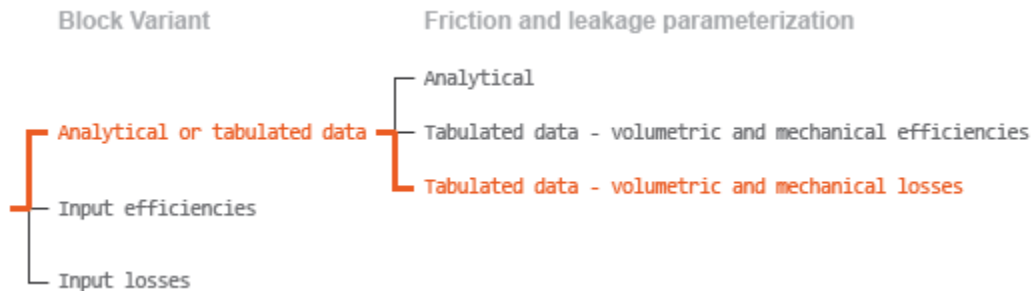 Block Variant
Friction and leakage parameterization
Analytical
Analytical or tabulated data
Tabulated data - volumetric and mechanical efficiencies
Tabulated data - volumetric and mechanical losses
Input efficiencies
Input losses